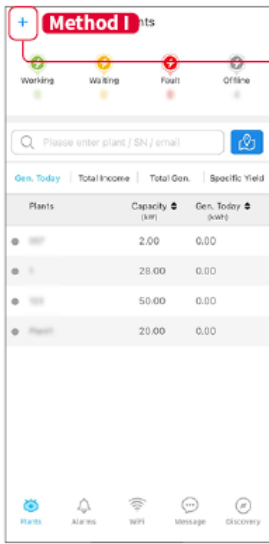 + Method I nts
Working Waiting Fault Offline
Please enter plant / SN / email
Gen. Today Total Income Total Gen. Specific Yield
Plants Capacity Gen. Today
(kW) (kWh)
2.00 0.00
28.00 0.00
50.00 0.00
20.00 0.00
Plants Alarms WiFi Message Discovery